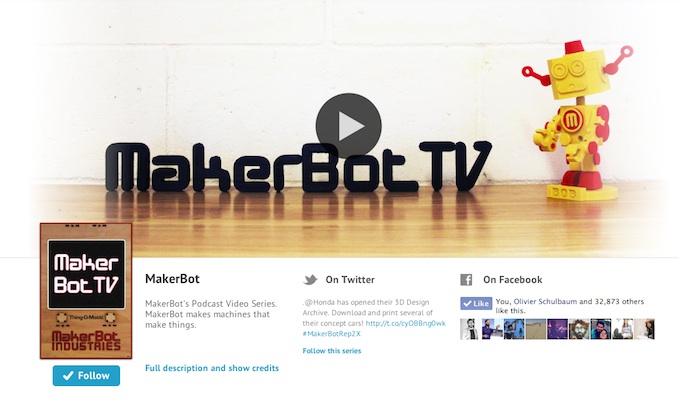 MakerBot TV
M
BOB
Maker
Bot TV
Thing-O-Matic
MakerBot
INDUSTRIES
Follow
MakerBot
MakerBot's Podcast Video Series.
MakerBot makes machines that
make things.
Full description and show credits
On Twitter
.@Honda has opened their 3D Design
Archive. Download and print several of
their concept cars! http://t.co/cyO8Bng0wk
#MakerBotRep2X
Follow this series
On Facebook
Like
You, Olivier Schulbaum and 32,873 others
like this.